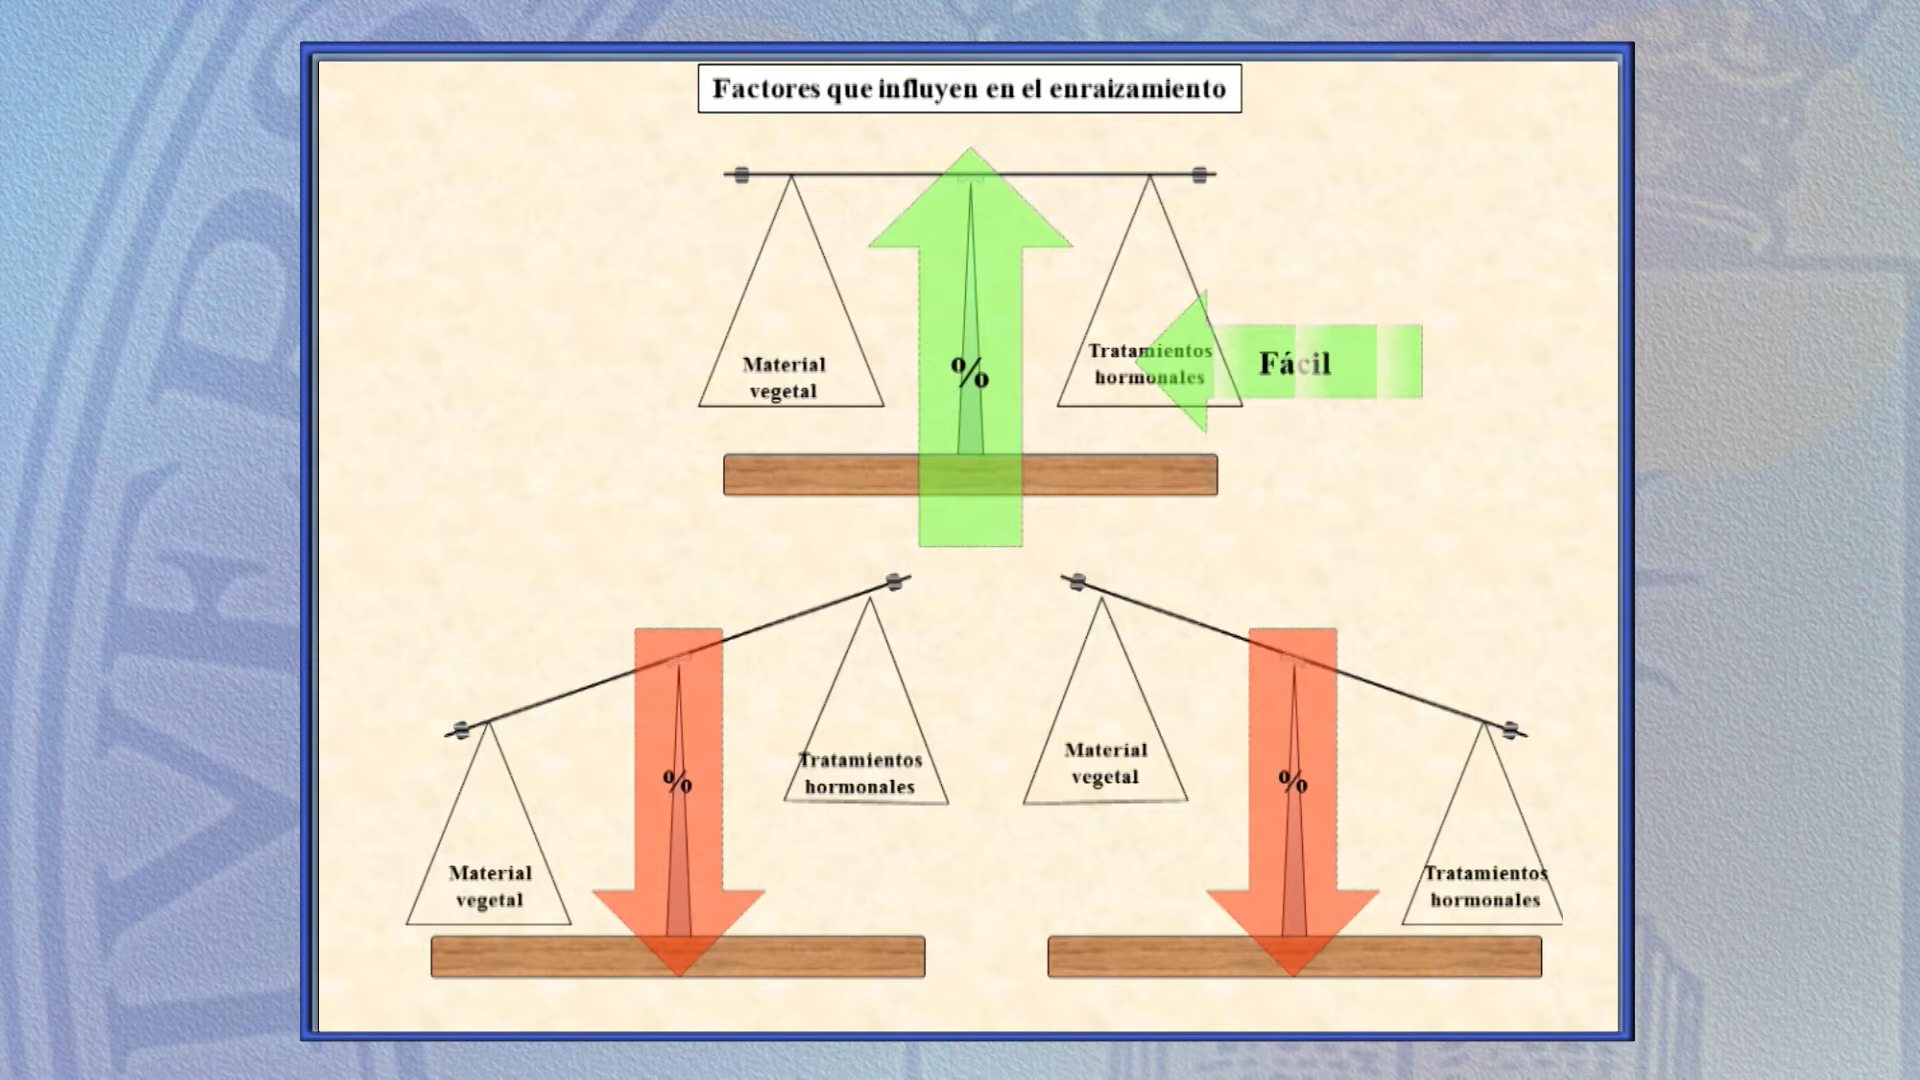 Factores que influyen en el enraizamiento
Material
vegetal
%
Tratamientos
hormonales
Fácil
Material
vegetal
%
Tratamientos
hormonales
Material
vegetal
%
Tratamientos
hormonales